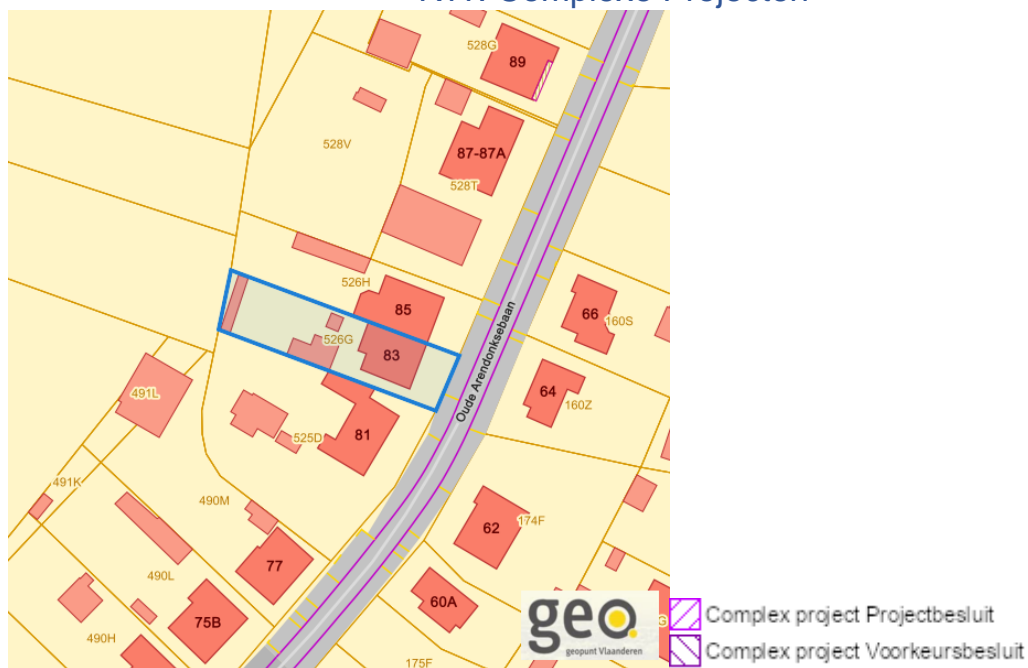 528G
89
528V
87-87A
528T
526H
85
66
160S
526G
83
Oude Arendonksebaan
64
160Z
491L
81
525D
491K
490M
62
174F
77
490L
60A
75B
490H
175F
geo.
geopunt Vlaanderen
Complex project Projectbesluit
Complex project Voorkeursbesluit